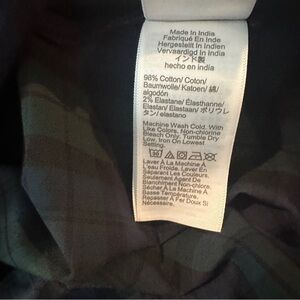 Made In India
Fabriqué En Inde
Hergestellt In Indien
Vervaardigd In India
インド製
hecho en india
98% Cotton/ Coton/
Baumwolle/ Katoen/ 綿/
algodón
2% Elastane/ Élasthanne/
Elastan/ Elastaan/ ポリウレ
タン/ elastano
Machine Wash Cold. With
Like Colors. Non-chlorine
Bleach Only. Tumble Dry
Low. Iron If Necessary.
Laver À La Machine À
L'eau Froide. Laver En
Séparant Les Couleurs.
Seulement Agent De
Blanchiment Non-chlore.
Sécher À La Machine À
Basse Température.
Repasser À Fer Doux Si
Nécessaire.